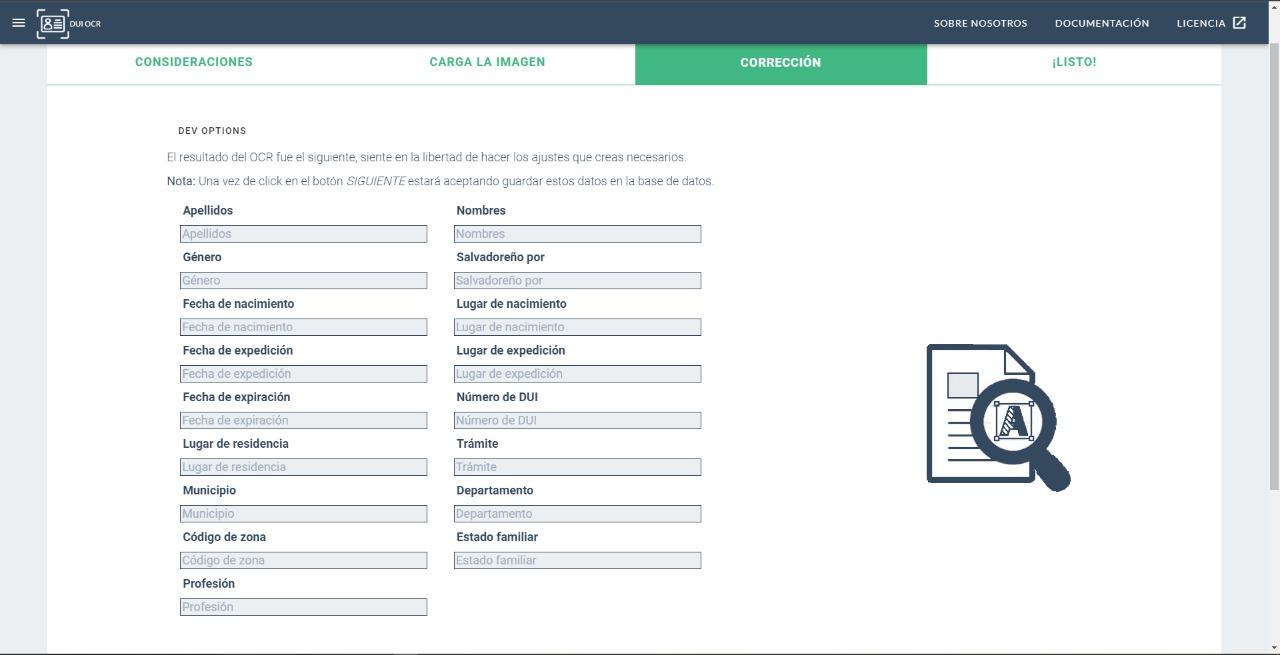 DUI OCR
SOBRE NOSOTROS DOCUMENTACIÓN LICENCIA
CONSIDERACIONES CARGA LA IMAGEN CORRECCIÓN ¡LISTO!
DEV OPTIONS
El resultado del OCR fue el siguiente, siente en la libertad de hacer los ajustes que creas necesarios.
Nota: Una vez de click en el botón SIGUIENTE estará aceptando guardar estos datos en la base de datos.
Apellidos Nombres
Apellidos Nombres
Género Salvadoreño por
Género Salvadoreño por
Fecha de nacimiento Lugar de nacimiento
Fecha de nacimiento Lugar de nacimiento
Fecha de expedición Lugar de expedición
Fecha de expedición Lugar de expedición
Fecha de expiración Número de DUI
Fecha de expiración Número de DUI
Lugar de residencia Trámite
Lugar de residencia Trámite
Municipio Departamento
Municipio Departamento
Código de zona Estado familiar
Código de zona Estado familiar
Profesión
Profesión
A